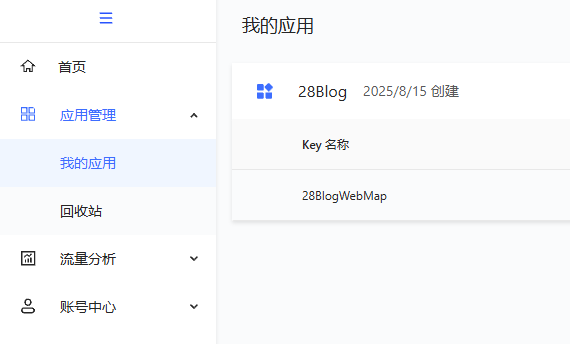 首页
应用管理
我的应用
回收站
流量分析
账号中心
我的应用
28Blog 2025/8/15 创建
Key 名称
28BlogWebMap